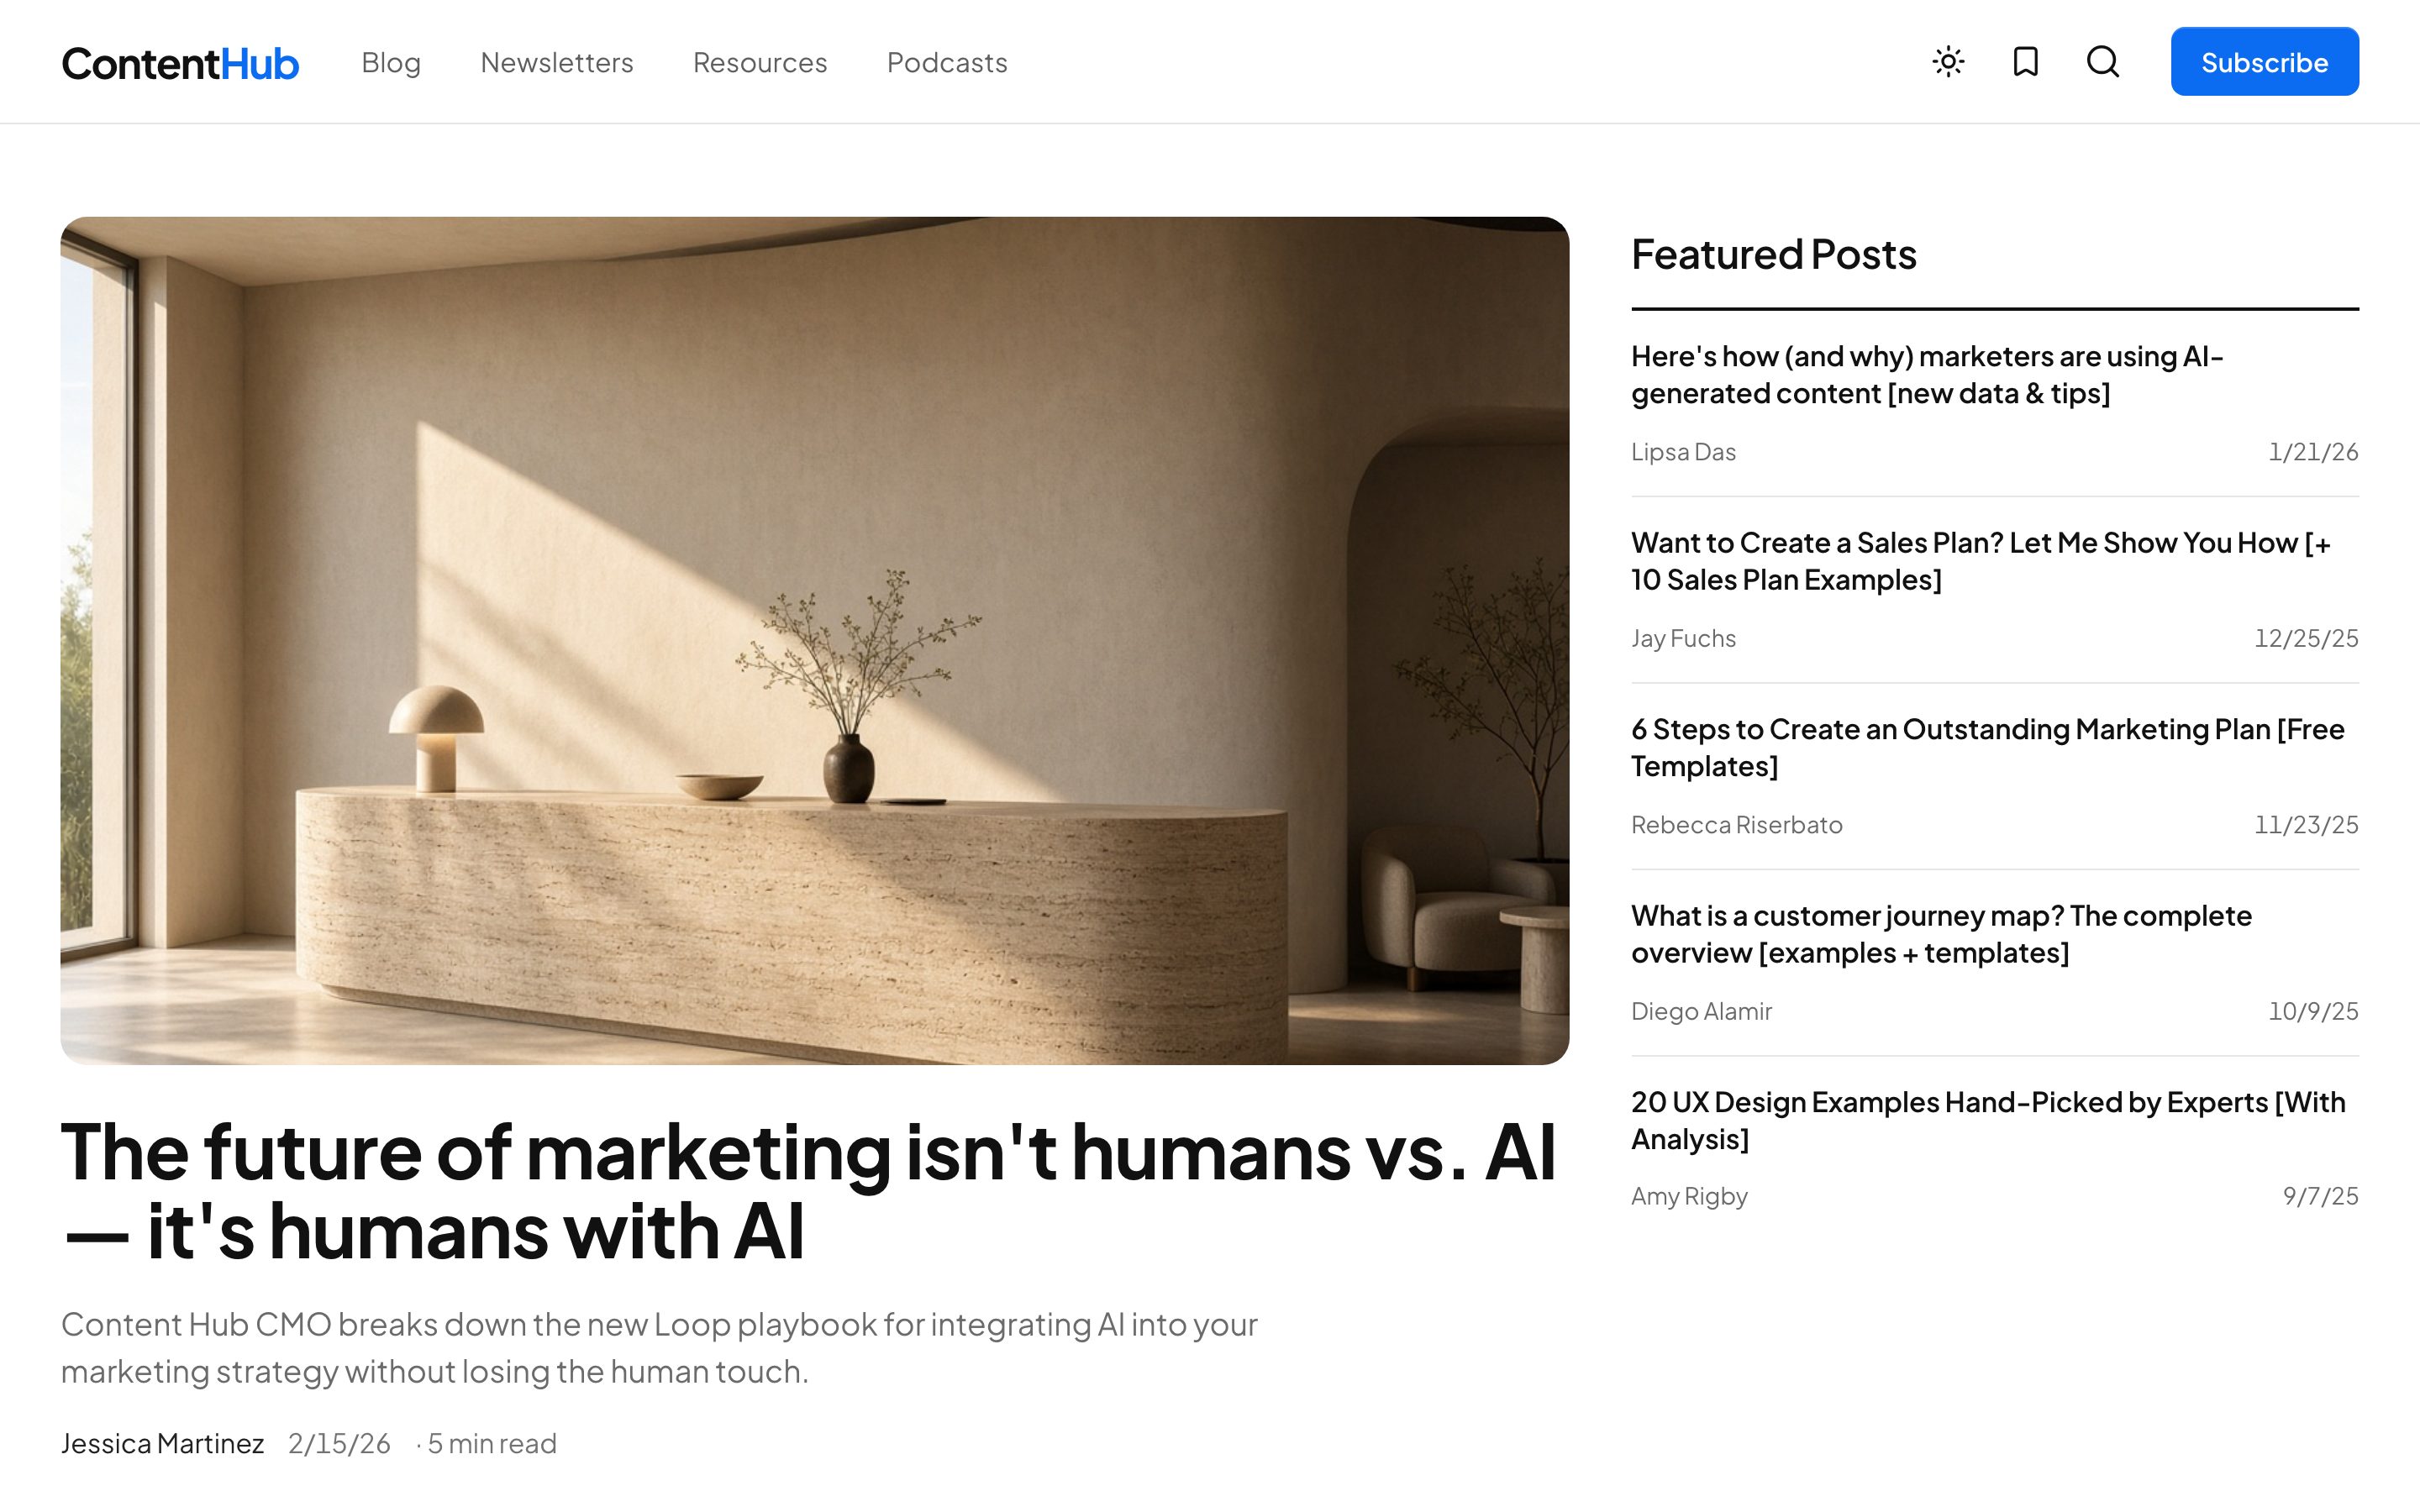 ContentHub
Blog
Newsletters
Resources
Podcasts
Subscribe
The future of marketing isn't humans vs. AI
— it's humans with AI
Content Hub CMO breaks down the new Loop playbook for integrating AI into your
marketing strategy without losing the human touch.
Jessica Martinez 2/15/26 · 5 min read
Featured Posts
Here's how (and why) marketers are using AI-
generated content [new data & tips]
Lipsa Das 1/21/26
Want to Create a Sales Plan? Let Me Show You How [+
10 Sales Plan Examples]
Jay Fuchs 12/25/25
6 Steps to Create an Outstanding Marketing Plan [Free
Templates]
Rebecca Riserbato 11/23/25
What is a customer journey map? The complete
overview [examples + templates]
Diego Alamir 10/9/25
20 UX Design Examples Hand-Picked by Experts [With
Analysis]
Amy Rigby 9/7/25